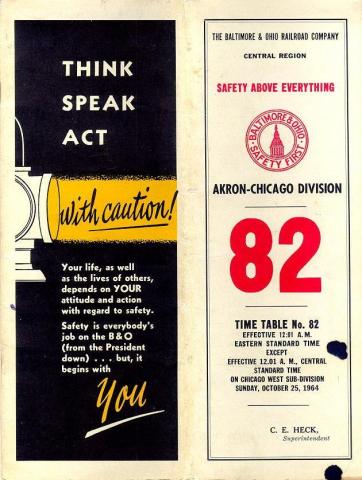 THINK
SPEAK
ACT
with caution!
Your life, as well
as the lives of others,
depends on YOUR
attitude and action
with regard to safety.
Safety is everybody's
job on the B&O
(from the President
down) . . . but, it
begins with
You
THE BALTIMORE & OHIO RAILROAD COMPANY
CENTRAL REGION
SAFETY ABOVE EVERYTHING
BALTIMORE & OHIO
SAFETY FIRST
AKRON-CHICAGO DIVISION
82
TIME TABLE No. 82
EFFECTIVE 12:01 A. M.
EASTERN STANDARD TIME
EXCEPT
EFFECTIVE 12.01 A. M., CENTRAL
STANDARD TIME
ON CHICAGO WEST SUB-DIVISION
SUNDAY, OCTOBER 25, 1964
C. E. HECK,
Superintendent